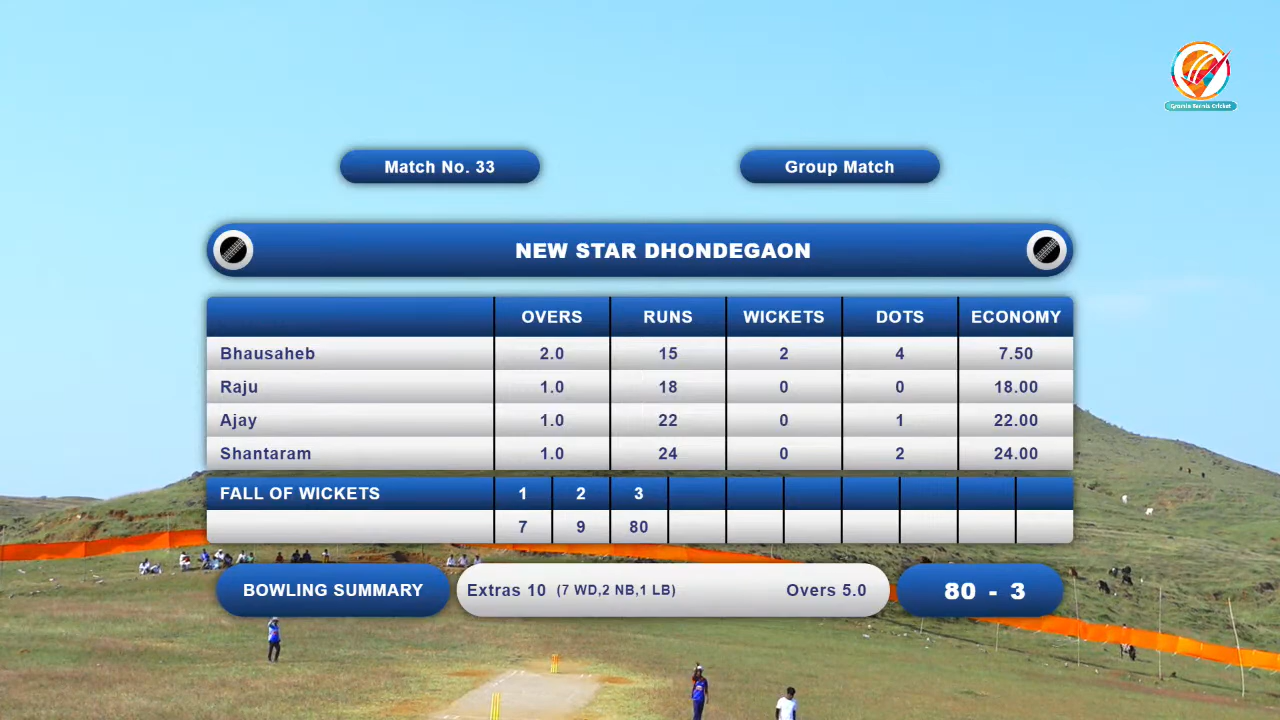 Gramin Tennis Cricket
Match No. 33
Group Match
NEW STAR DHONDEGAON
OVERS RUNS WICKETS DOTS ECONOMY
Bhausaheb 2.0 15 2 4 7.50
Raju 1.0 18 0 0 18.00
Ajay 1.0 22 0 1 22.00
Shantaram 1.0 24 0 2 24.00
FALL OF WICKETS 1 2 3
7 9 80
BOWLING SUMMARY Extras 10 (7 WD,2 NB,1 LB) Overs 5.0 80 - 3